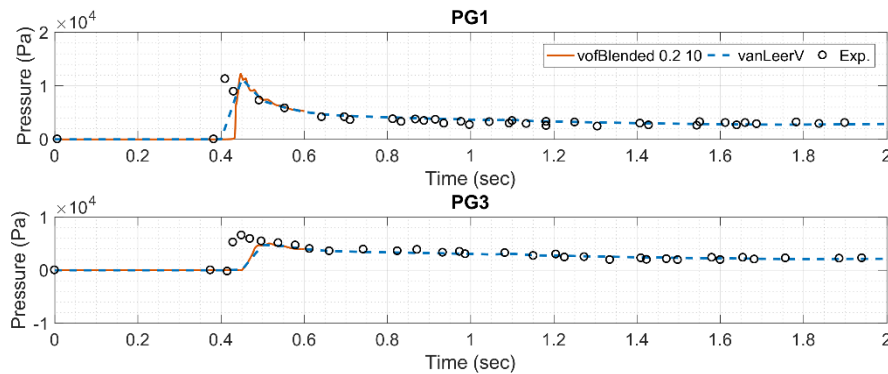 PG1
×10⁴
2
1
0
Pressure (Pa)
vofBlended 0.2 10 vanLeerV Exp.
0 0.2 0.4 0.6 0.8 1 1.2 1.4 1.6 1.8 2
Time (sec)
PG3
×10⁴
1
0
-1
Pressure (Pa)
0 0.2 0.4 0.6 0.8 1 1.2 1.4 1.6 1.8 2
Time (sec)